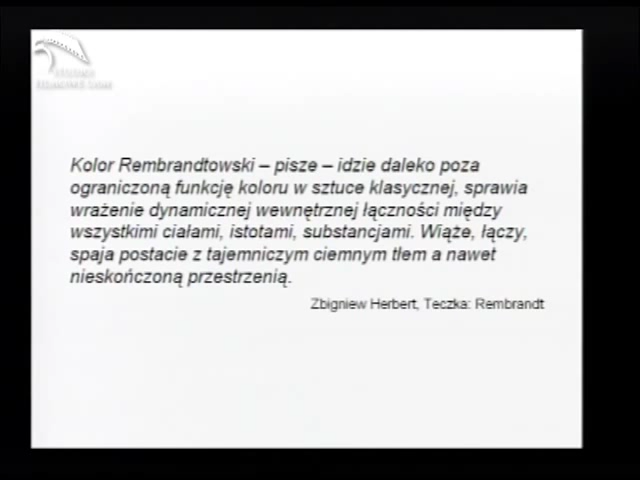 Kolor Rembrandtowski – pisze – idzie daleko poza
ograniczoną funkcję koloru w sztuce klasycznej, sprawia
wrażenie dynamicznej wewnętrznej łączności między
wszystkimi ciałami, istotami, substancjami. Wiąże, łączy,
spaja postacie z tajemniczym ciemnym tłem a nawet
nieskończoną przestrzenią.
Zbigniew Herbert, Teczka: Rembrandt